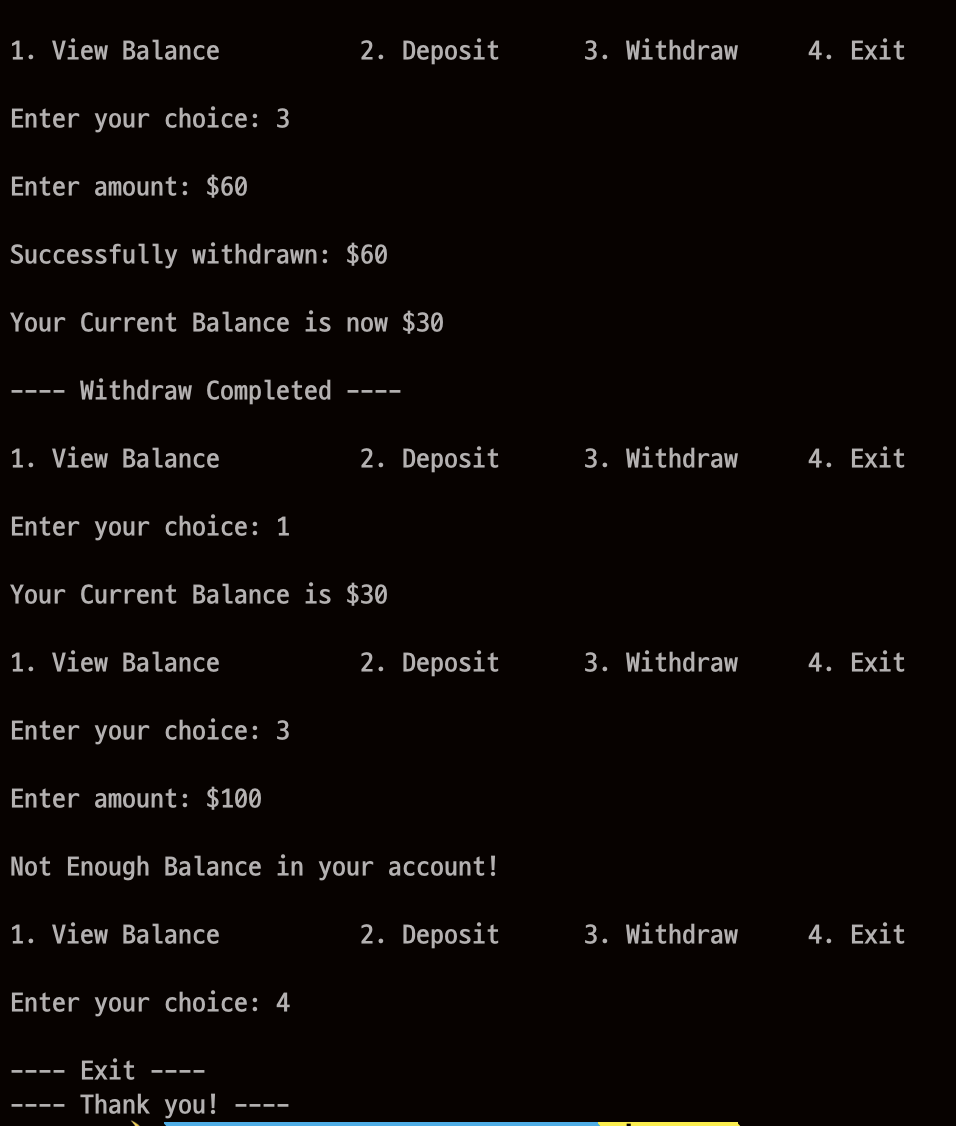 1. View Balance          2. Deposit      3. Withdraw     4. Exit
Enter your choice: 3
Enter amount: $60
Successfully withdrawn: $60
Your Current Balance is now $30
---- Withdraw Completed ----
1. View Balance          2. Deposit      3. Withdraw     4. Exit
Enter your choice: 1
Your Current Balance is $30
1. View Balance          2. Deposit      3. Withdraw     4. Exit
Enter your choice: 3
Enter amount: $100
Not Enough Balance in your account!
1. View Balance          2. Deposit      3. Withdraw     4. Exit
Enter your choice: 4
---- Exit ----
---- Thank you! ----